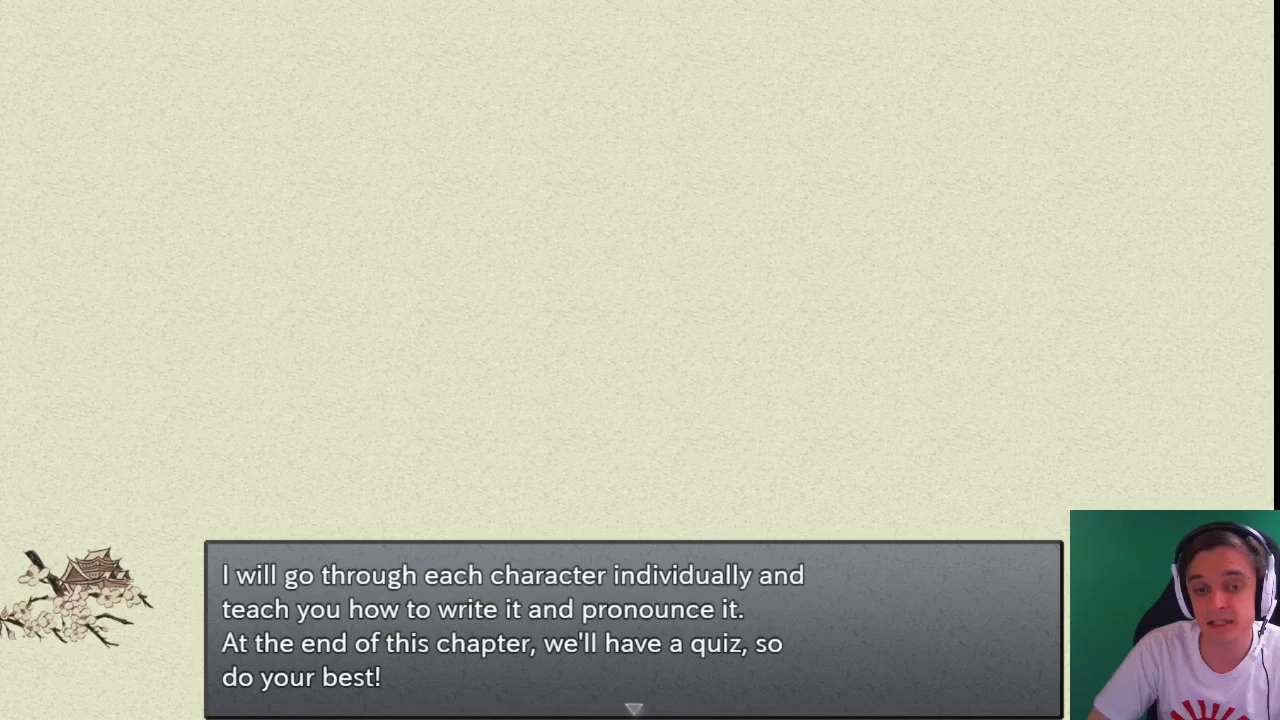 I will go through each character individually and
teach you how to write it and pronounce it.
At the end of this chapter, we'll have a quiz, so
do your best!